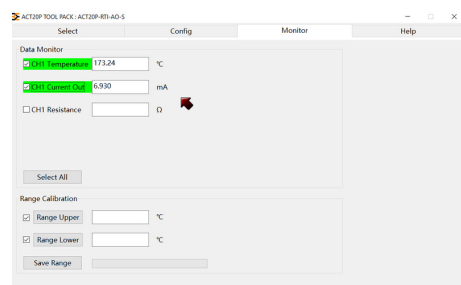 ACT20P TOOL PACK : ACT20P-RTI-AO-S
Select Config Monitor Help
Data Monitor
CH1 Temperature 173.24 °C
CH1 Current Out 6.930 mA
CH1 Resistance Ω
Select All
Range Calibration
Range Upper °C
Range Lower °C
Save Range